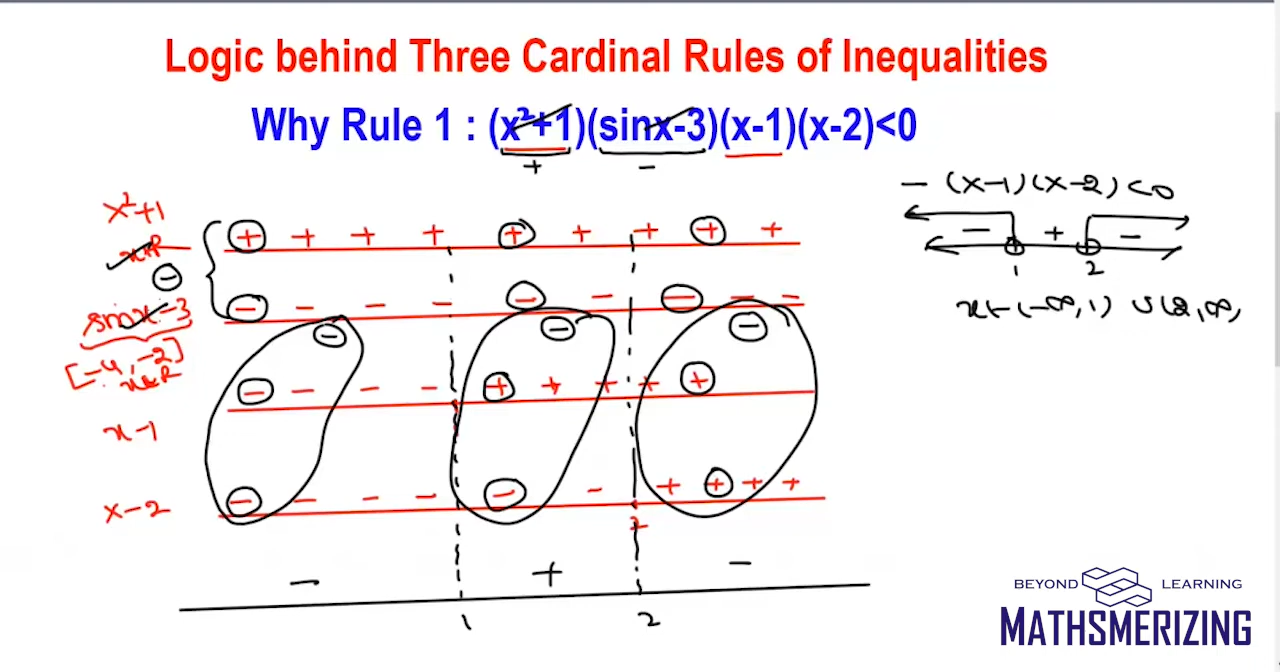 Logic behind Three Cardinal Rules of Inequalities
Why Rule 1 : (x²+1)(sinx-3)(x-1)(x-2)<0
+ -
- (x-1)(x-2) <0
- + -
1 2
x²+1
x∈R
+ + + + + + + + +
-
sinx-3
- - - - - - - - -
[-4, -2]
x∈R
- - -
- - - - + + + + +
x-1
x-2
- - - - - - + + + +
2
- + -
1 2
x∈(-∞, 1) ∪ (2, ∞,
BEYOND LEARNING
MATHSMERIZING